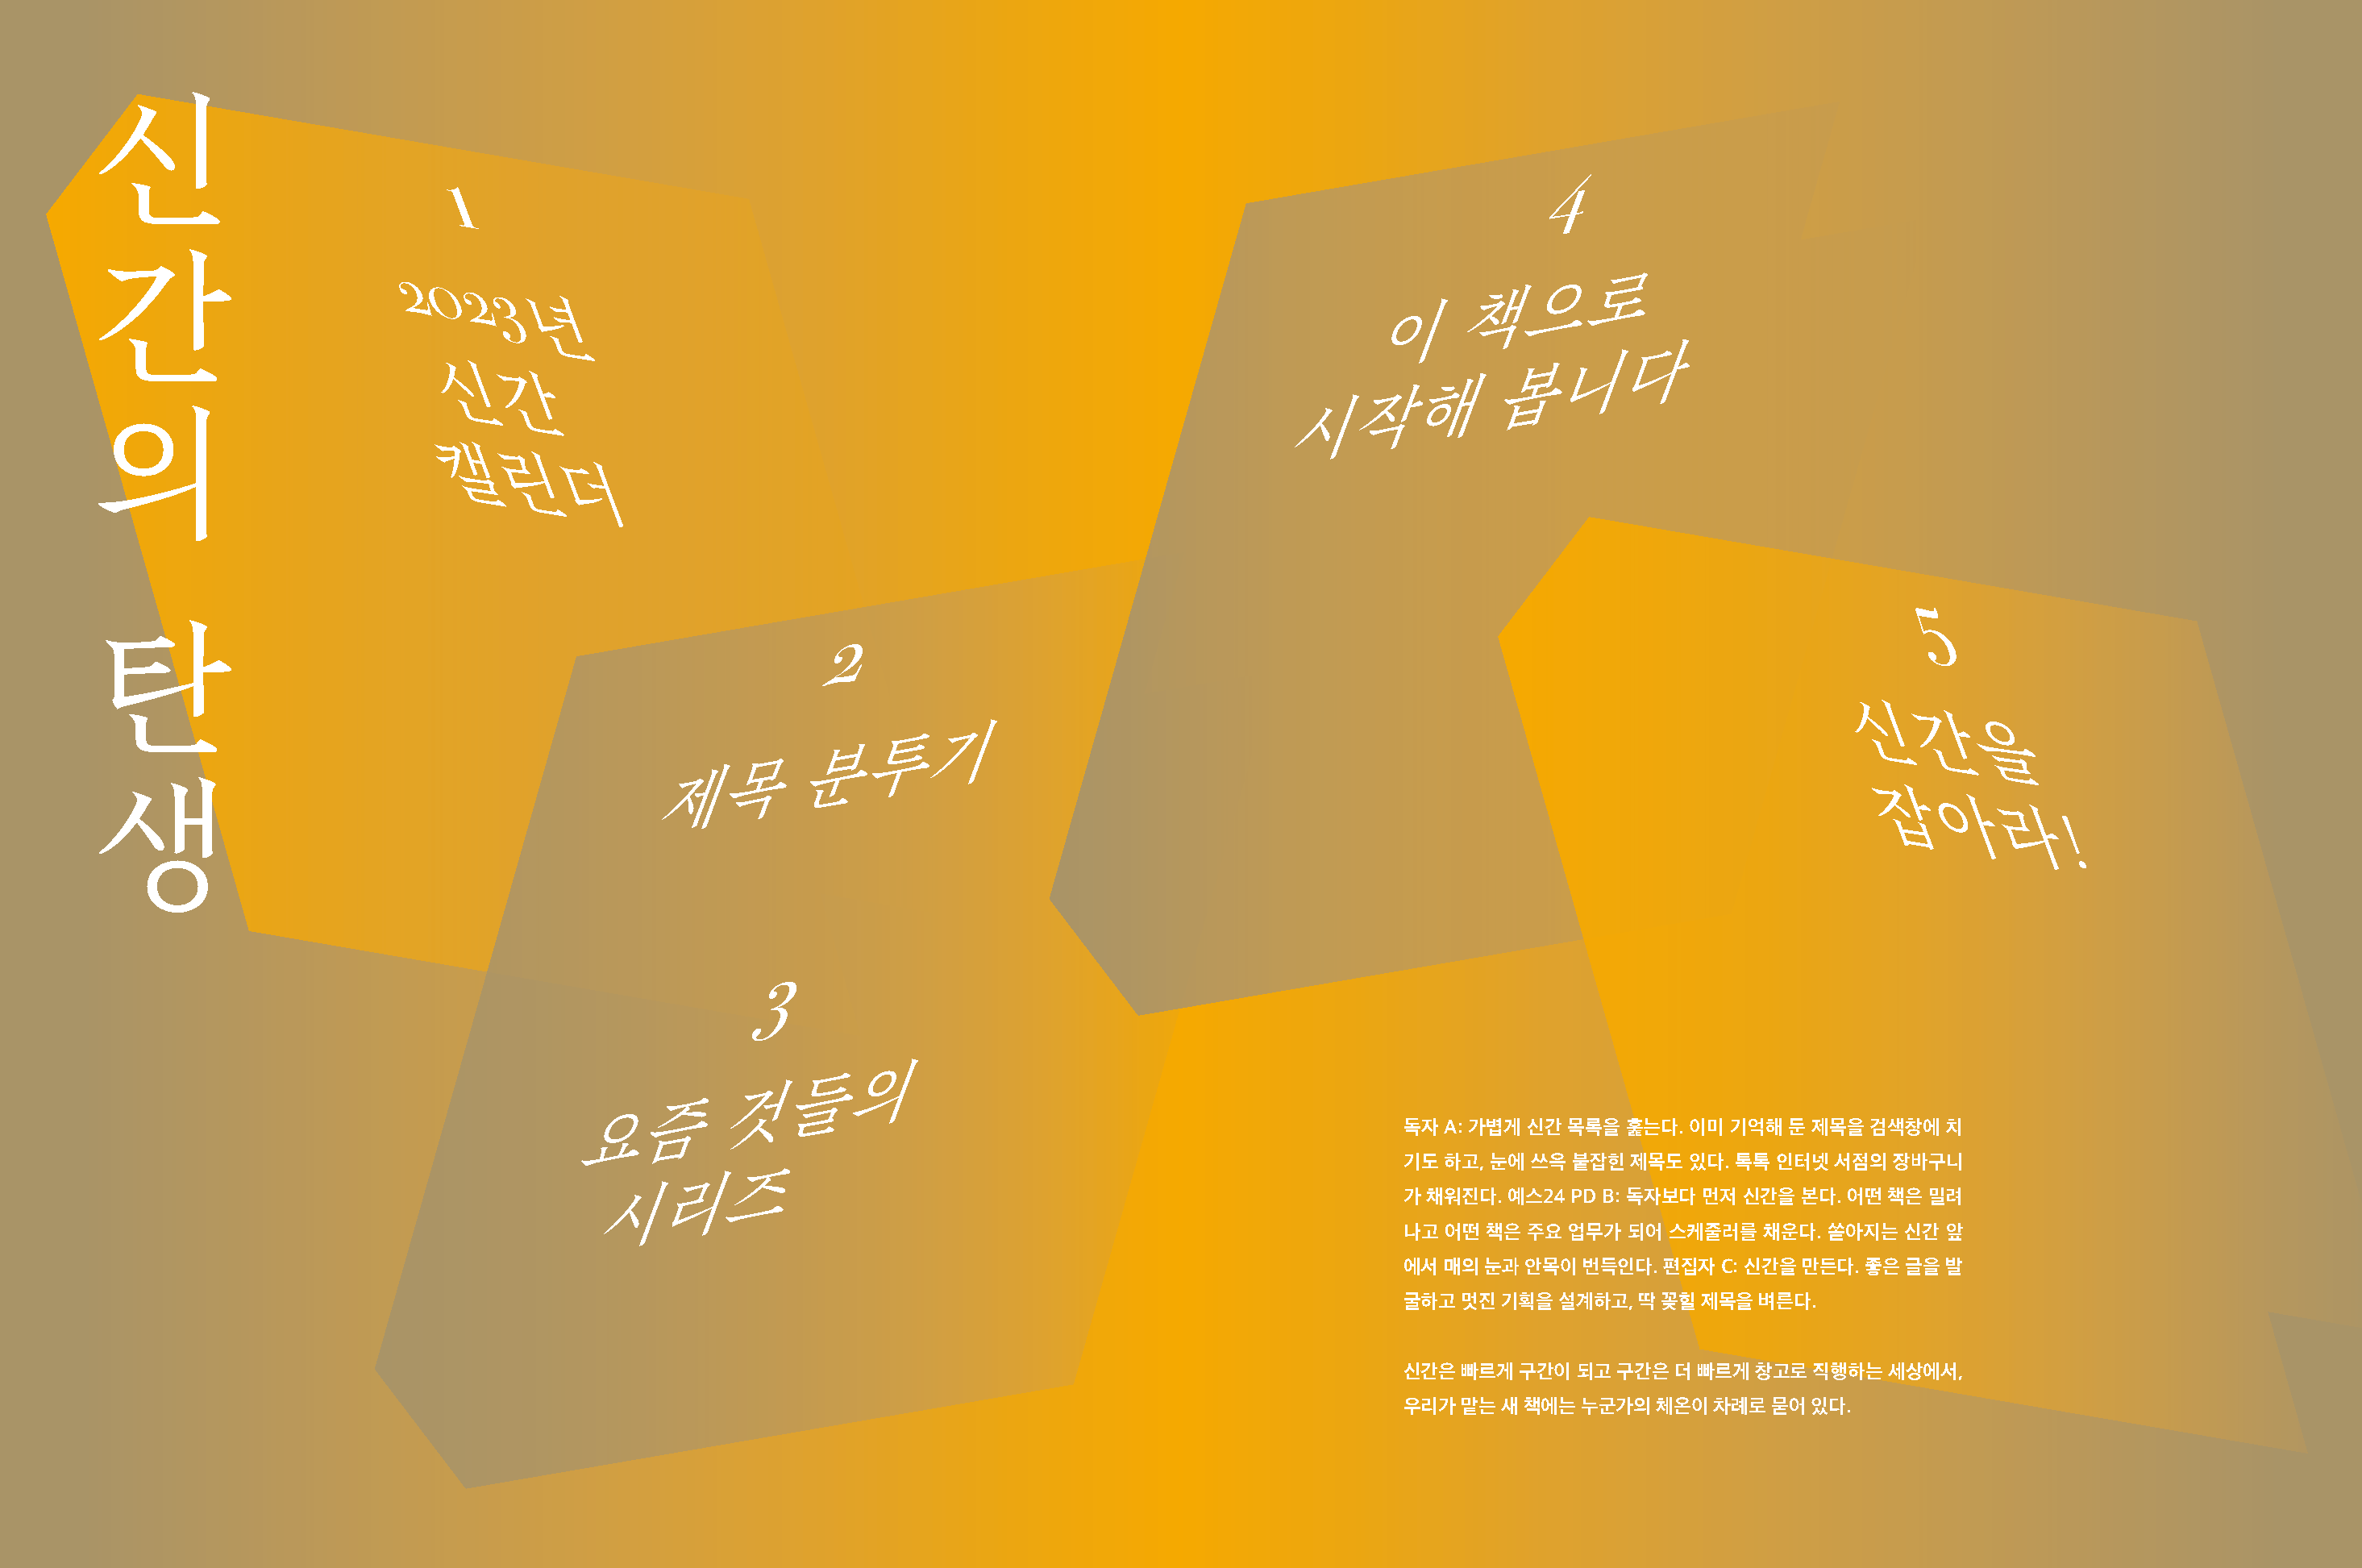 신간의 탄생
1
2023년
신간
캘린더
2
제목 분투기
3
요즘 것들의
시리즈
4
이 책으로
시작해 봅니다
5
신간을
잡아라!
독자 A: 가볍게 신간 목록을 훑는다. 이미 기억해 둔 제목을 검색창에 치
기도 하고, 눈에 쓰윽 붙잡힌 제목도 있다. 톡톡 인터넷 서점의 장바구니
가 채워진다. 예스24 PD B: 독자보다 먼저 신간을 본다. 어떤 책은 밀려
나고 어떤 책은 주요 업무가 되어 스케줄러를 채운다. 쏟아지는 신간 앞
에서 매의 눈과 안목이 번득인다. 편집자 C: 신간을 만든다. 좋은 글을 발
굴하고 멋진 기획을 설계하고, 딱 꽂힐 제목을 벼른다.
신간은 빠르게 구간이 되고 구간은 더 빠르게 창고로 직행하는 세상에서,
우리가 맡는 새 책에는 누군가의 체온이 차례로 묻어 있다.